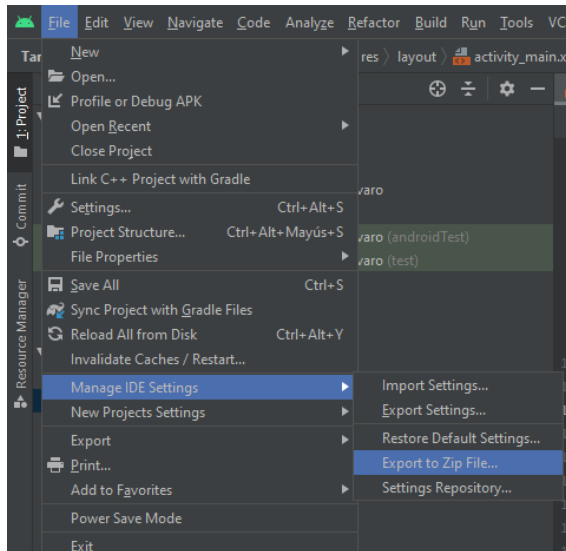 File Edit View Navigate Code Analyze Refactor Build Run Tools VC
Tar
res layout activity_main.x
1: Project
Commit
Resource Manager
New
Open...
Profile or Debug APK
Open Recent
Close Project
Link C++ Project with Gradle
Settings... Ctrl+Alt+S
Project Structure... Ctrl+Alt+Mayús+S
File Properties
Save All Ctrl+S
Sync Project with Gradle Files
Reload All from Disk Ctrl+Alt+Y
Invalidate Caches / Restart...
Manage IDE Settings
New Projects Settings
Export
Print...
Add to Favorites
Power Save Mode
Exit
varo
varo (androidTest)
varo (test)
Import Settings...
Export Settings...
Restore Default Settings...
Export to Zip File...
Settings Repository...